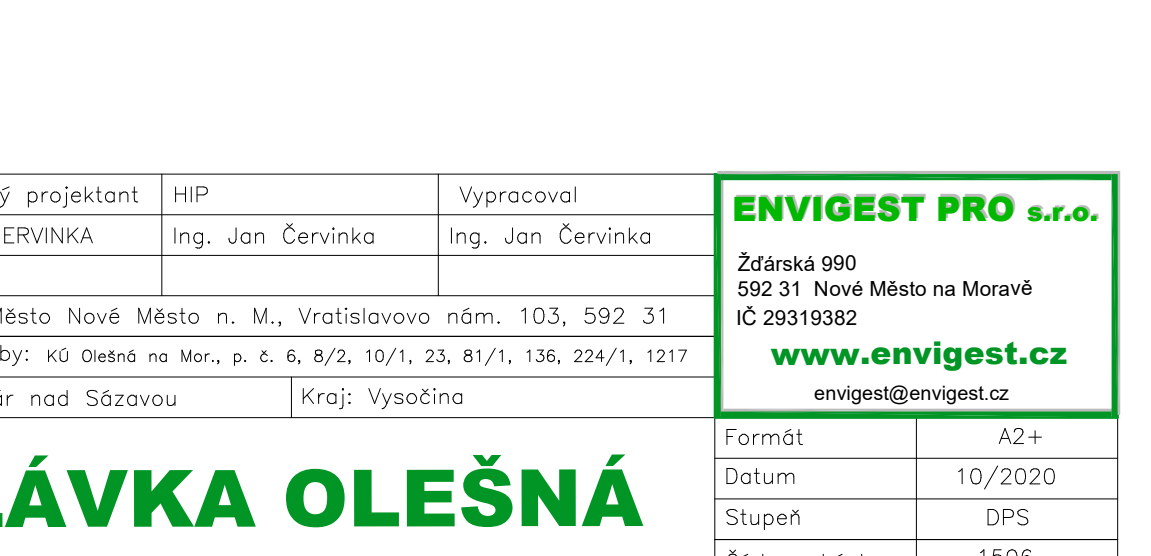 ý projektant HIP Vypracoval
ERVINKA Ing. Jan Červinka Ing. Jan Červinka
Město Nové Město n. M., Vratislavovo nám. 103, 592 31
by: KÚ Olešná na Mor., p. č. 6, 8/2, 10/1, 23, 81/1, 136, 224/1, 1217
ár nad Sázavou Kraj: Vysočina
LÁVKA OLEŠNÁ
ENVIGEST PRO s.r.o.
Žďárská 990
592 31 Nové Město na Moravě
IČ 29319382
www.envigest.cz
envigest@envigest.cz
Formát A2+
Datum 10/2020
Stupeň DPS
1506